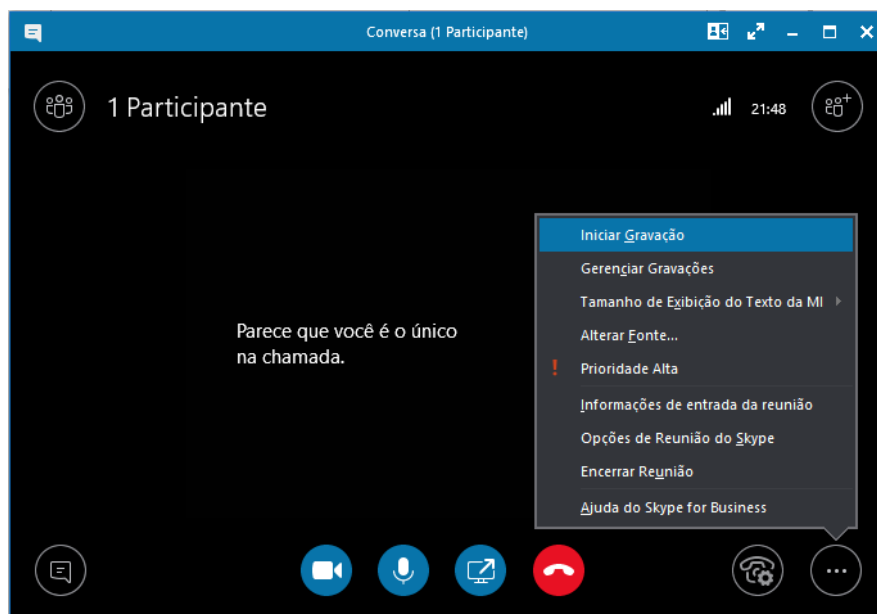 Conversa (1 Participante)
1 Participante
21:48
Parece que você é o único
na chamada.
Iniciar Gravação
Gerenciar Gravações
Tamanho de Exibição do Texto da MI
Alterar Fonte...
! Prioridade Alta
Informações de entrada da reunião
Opções de Reunião do Skype
Encerrar Reunião
Ajuda do Skype for Business